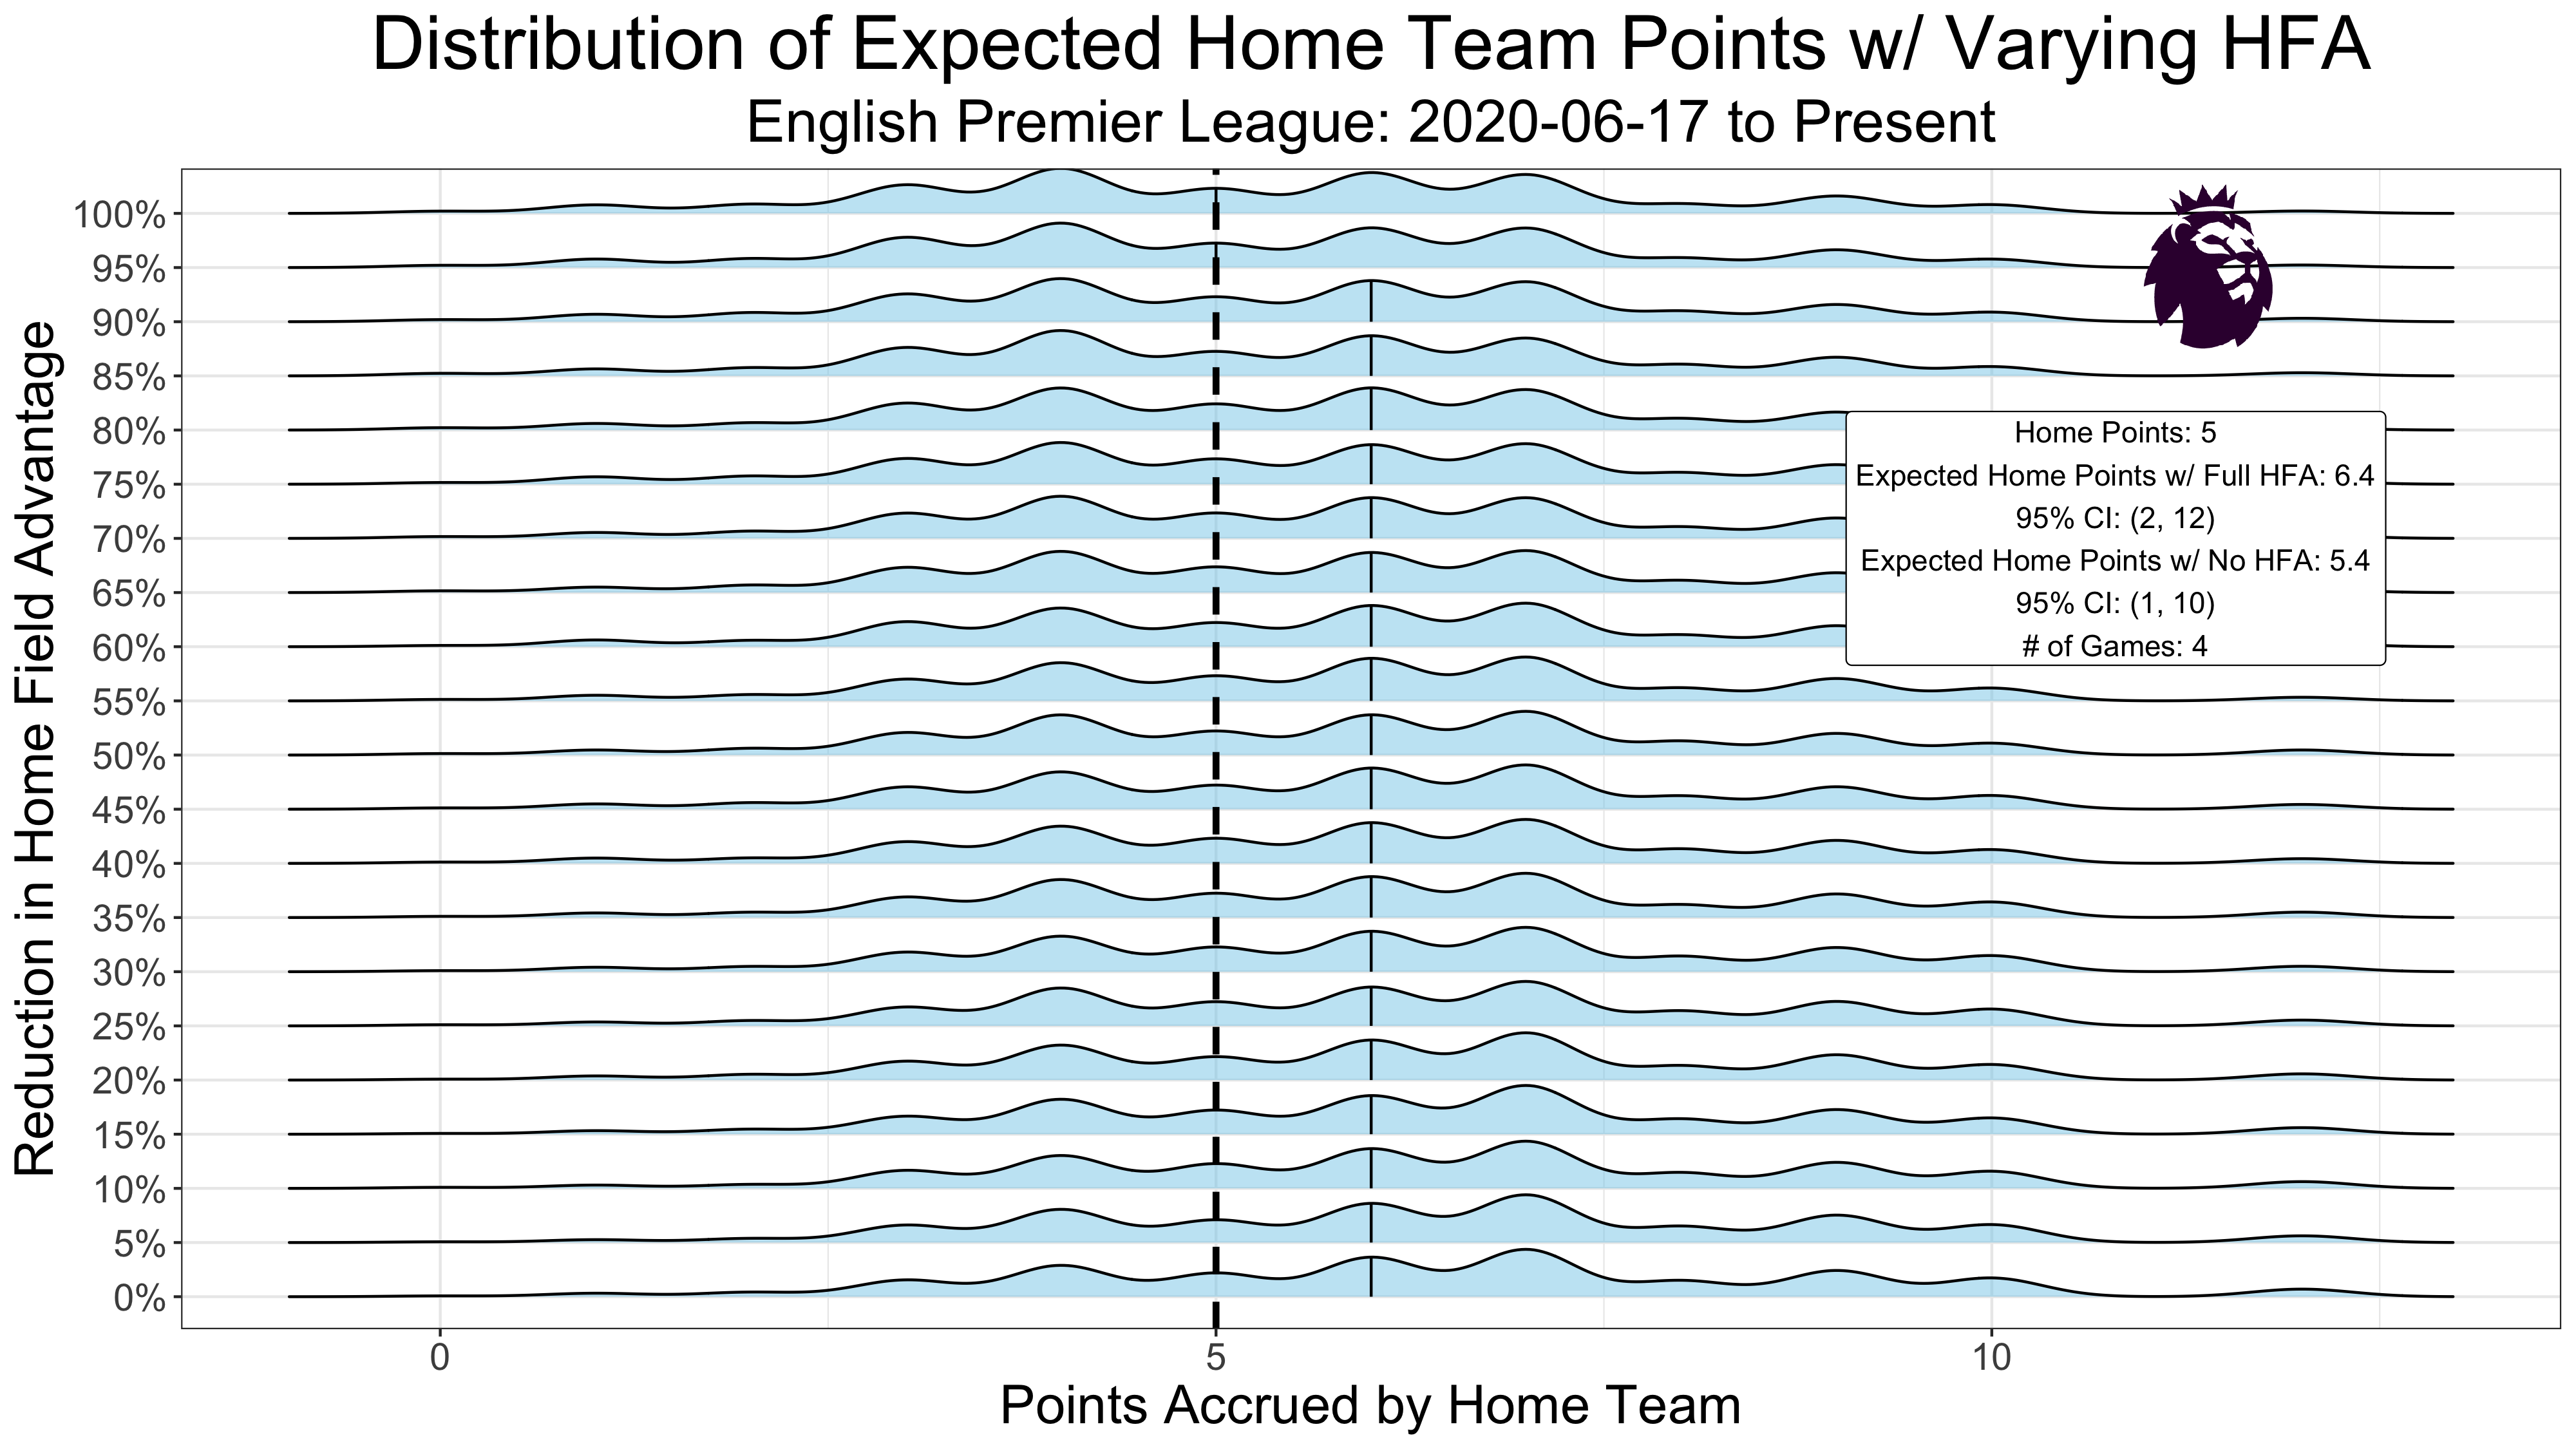 Distribution of Expected Home Team Points w/ Varying HFA
English Premier League: 2020-06-17 to Present
Reduction in Home Field Advantage
100%
95%
90%
85%
80%
75%
70%
65%
60%
55%
50%
45%
40%
35%
30%
25%
20%
15%
10%
5%
0%
Home Points: 5
Expected Home Points w/ Full HFA: 6.4
95% CI: (2, 12)
Expected Home Points w/ No HFA: 5.4
95% CI: (1, 10)
# of Games: 4
0
5
10
Points Accrued by Home Team